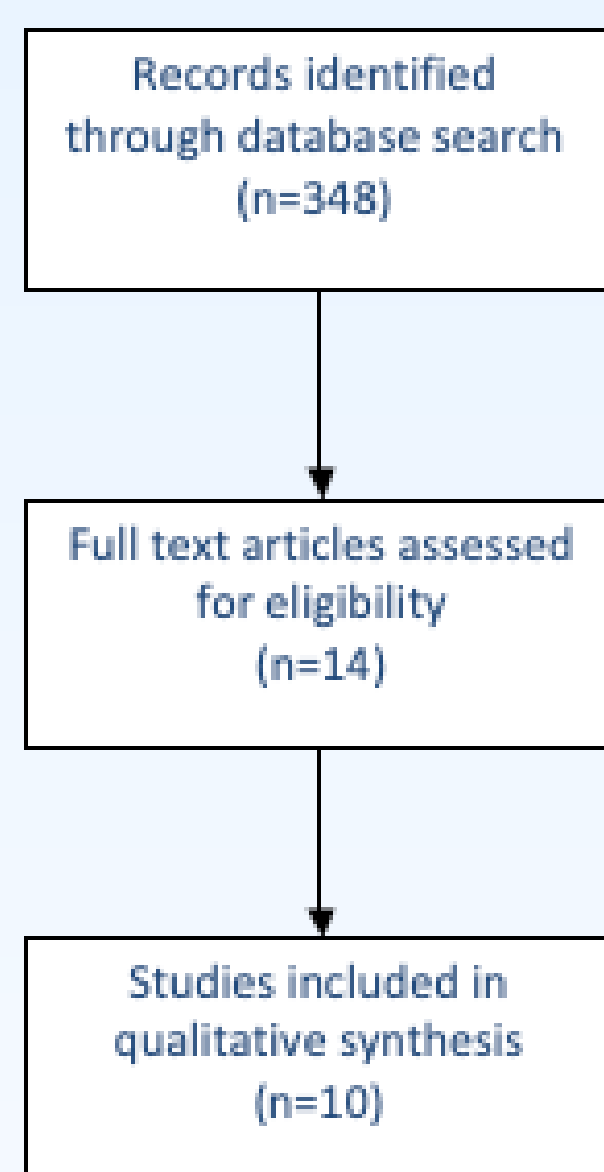 Records identified
through database search
(n=348)
Full text articles assessed
for eligibility
(n=14)
Studies included in
qualitative synthesis
(n=10)